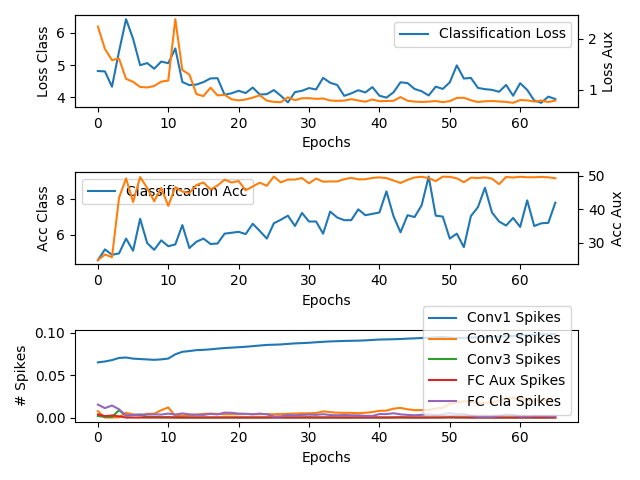 Classification Loss
Loss Class
6
5
4
Loss Aux
2
1
0 10 20 30 40 50 60
Epochs
Classification Acc
Acc Class
8
6
Acc Aux
50
40
30
0 10 20 30 40 50 60
Epochs
Conv1 Spikes
Conv2 Spikes
Conv3 Spikes
FC Aux Spikes
FC Cla Spikes
# Spikes
0.10
0.05
0.00
0 10 20 30 40 50 60
Epochs